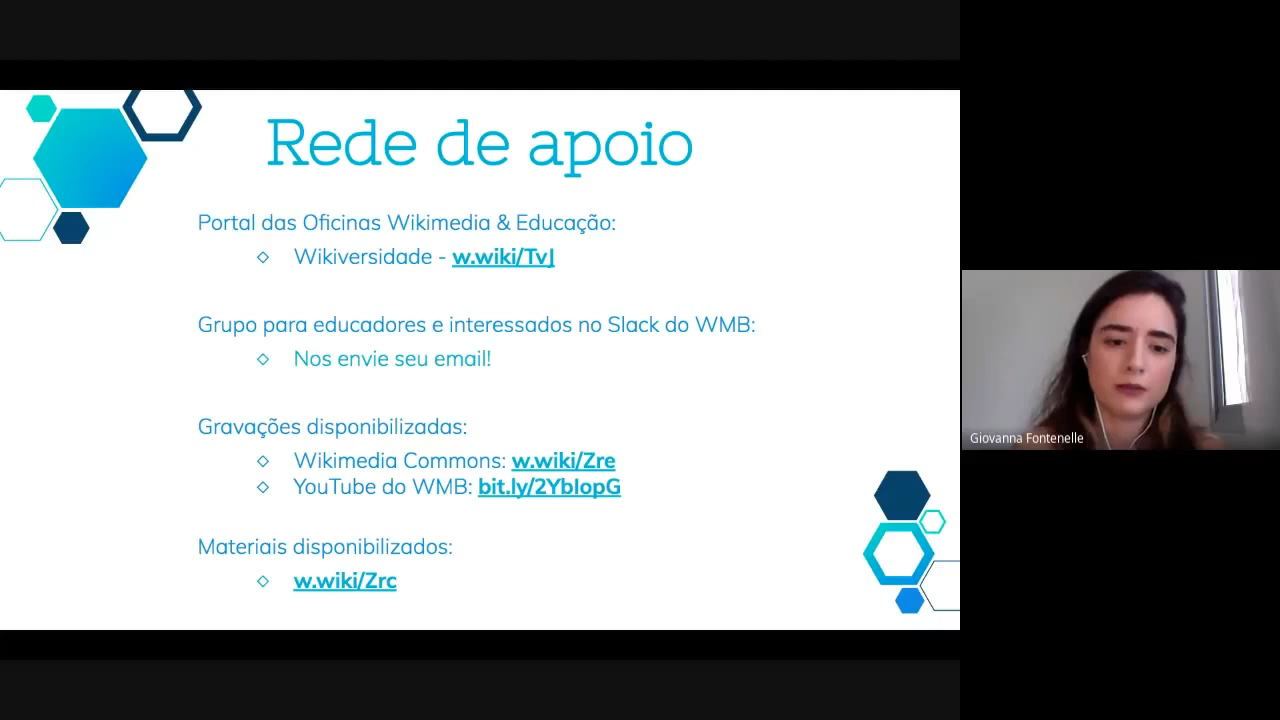 Rede de apoio
Portal das Oficinas Wikimedia & Educação:
Wikiversidade - w.wiki/TvJ
Grupo para educadores e interessados no Slack do WMB:
Nos envie seu email!
Gravações disponibilizadas:
Wikimedia Commons: w.wiki/Zre
YouTube do WMB: bit.ly/2YbIopG
Materiais disponibilizados:
w.wiki/Zrc
Giovanna Fontenelle